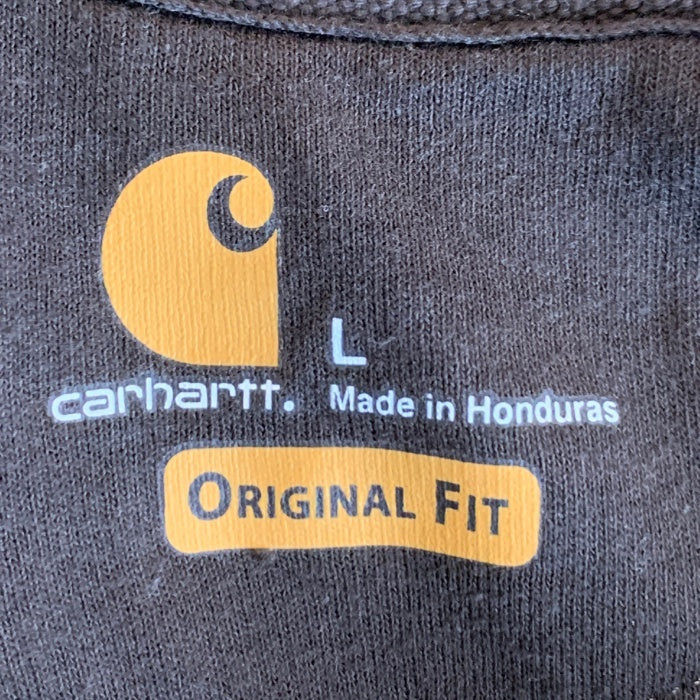 L
carhartt. Made in Honduras
ORIGINAL FIT